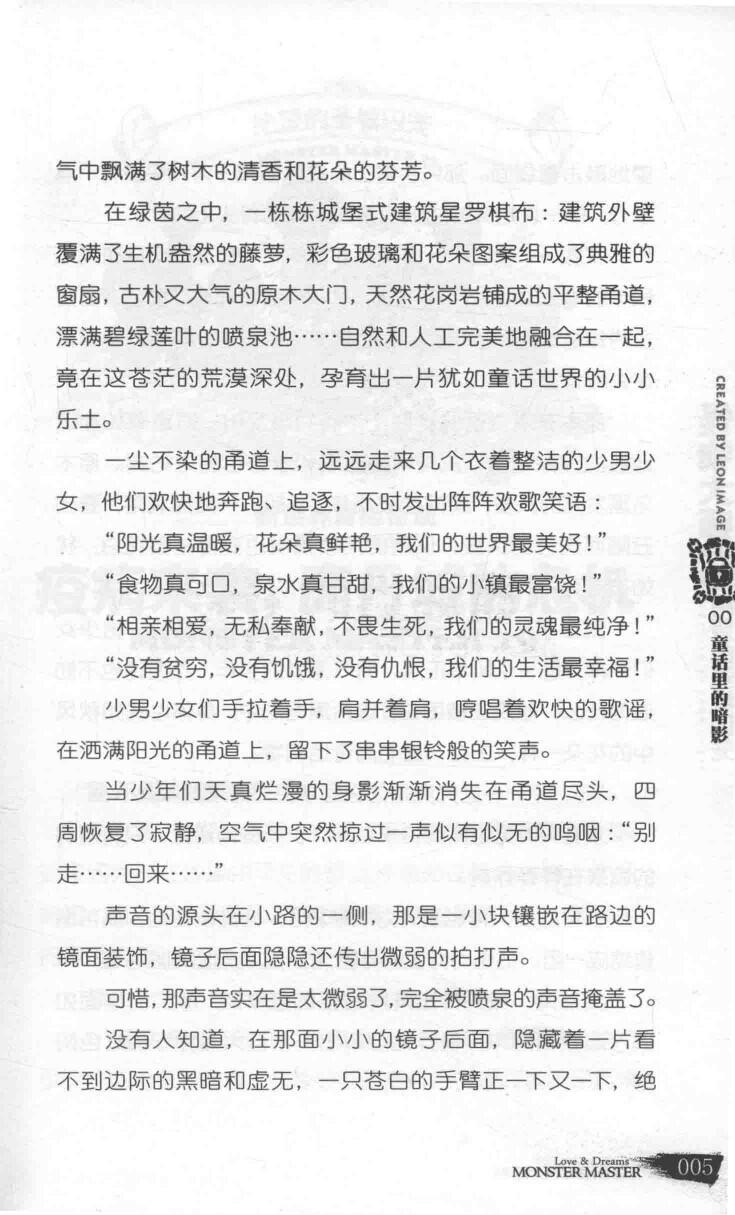 气中飘满了树木的清香和花朵的芬芳。
在绿茵之中，一栋栋城堡式建筑星罗棋布：建筑外壁
覆满了生机盎然的藤萝，彩色玻璃和花朵图案组成了典雅的
窗扇，古朴又大气的原木大门，天然花岗岩铺成的平整甬道，
漂满碧绿莲叶的喷泉池……自然和人工完美地融合在一起，
竟在这苍茫的荒漠深处，孕育出一片犹如童话世界的小小
乐土。
一尘不染的甬道上，远远走来几个衣着整洁的少男少
女，他们欢快地奔跑、追逐，不时发出阵阵欢歌笑语：
“阳光真温暖，花朵真鲜艳，我们的世界最美好！”
“食物真可口，泉水真甘甜，我们的小镇最富饶！”
“相亲相爱，无私奉献，不畏生死，我们的灵魂最纯净！”
“没有贫穷，没有饥饿，没有仇恨，我们的生活最幸福！”
少男少女们手拉着手，肩并着肩，哼唱着欢快的歌谣，
在洒满阳光的甬道上，留下了串串银铃般的笑声。
当少年们天真烂漫的身影渐渐消失在甬道尽头，四
周恢复了寂静，空气中突然掠过一声似有似无的呜咽：“别
走……回来……”
声音的源头在小路的一侧，那是一小块镶嵌在路边的
镜面装饰，镜子后面隐隐还传出微弱的拍打声。
可惜，那声音实在是太微弱了，完全被喷泉的声音掩盖了。
没有人知道，在那面小小的镜子后面，隐藏着一片看
不到边际的黑暗和虚无，一只苍白的手臂正一下又一下，绝
CREATED BY LEON IMAGE
00
童话里的暗影
Love & Dreams
MONSTER MASTER
005